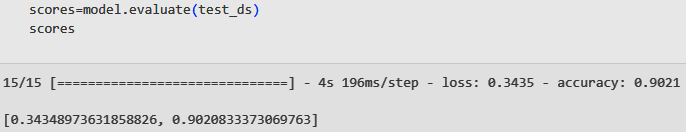 scores=model.evaluate(test_ds)
scores
15/15 [==============================] - 4s 196ms/step - loss: 0.3435 - accuracy: 0.9021
[0.34348973631858826, 0.9020833373069763]